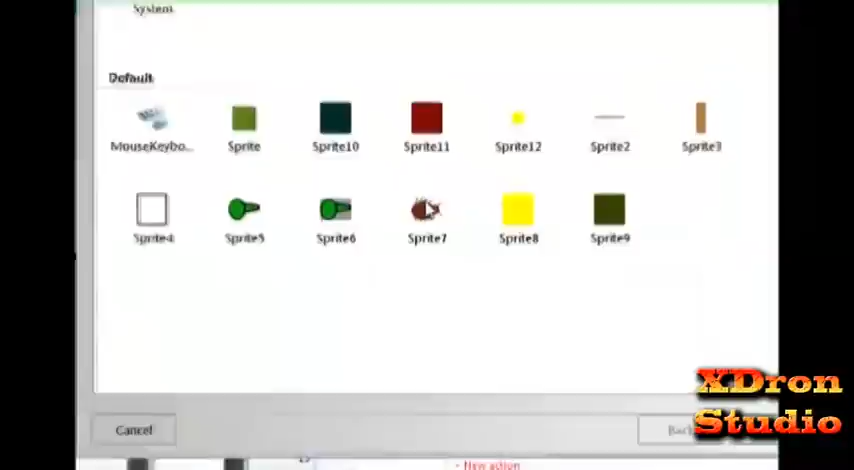 System
Default
MouseKeybo...
Sprite
Sprite10
Sprite11
Sprite12
Sprite2
Sprite3
Sprite4
Sprite5
Sprite6
Sprite7
Sprite8
Sprite9
XDron
Studio
Cancel
Back
- New action